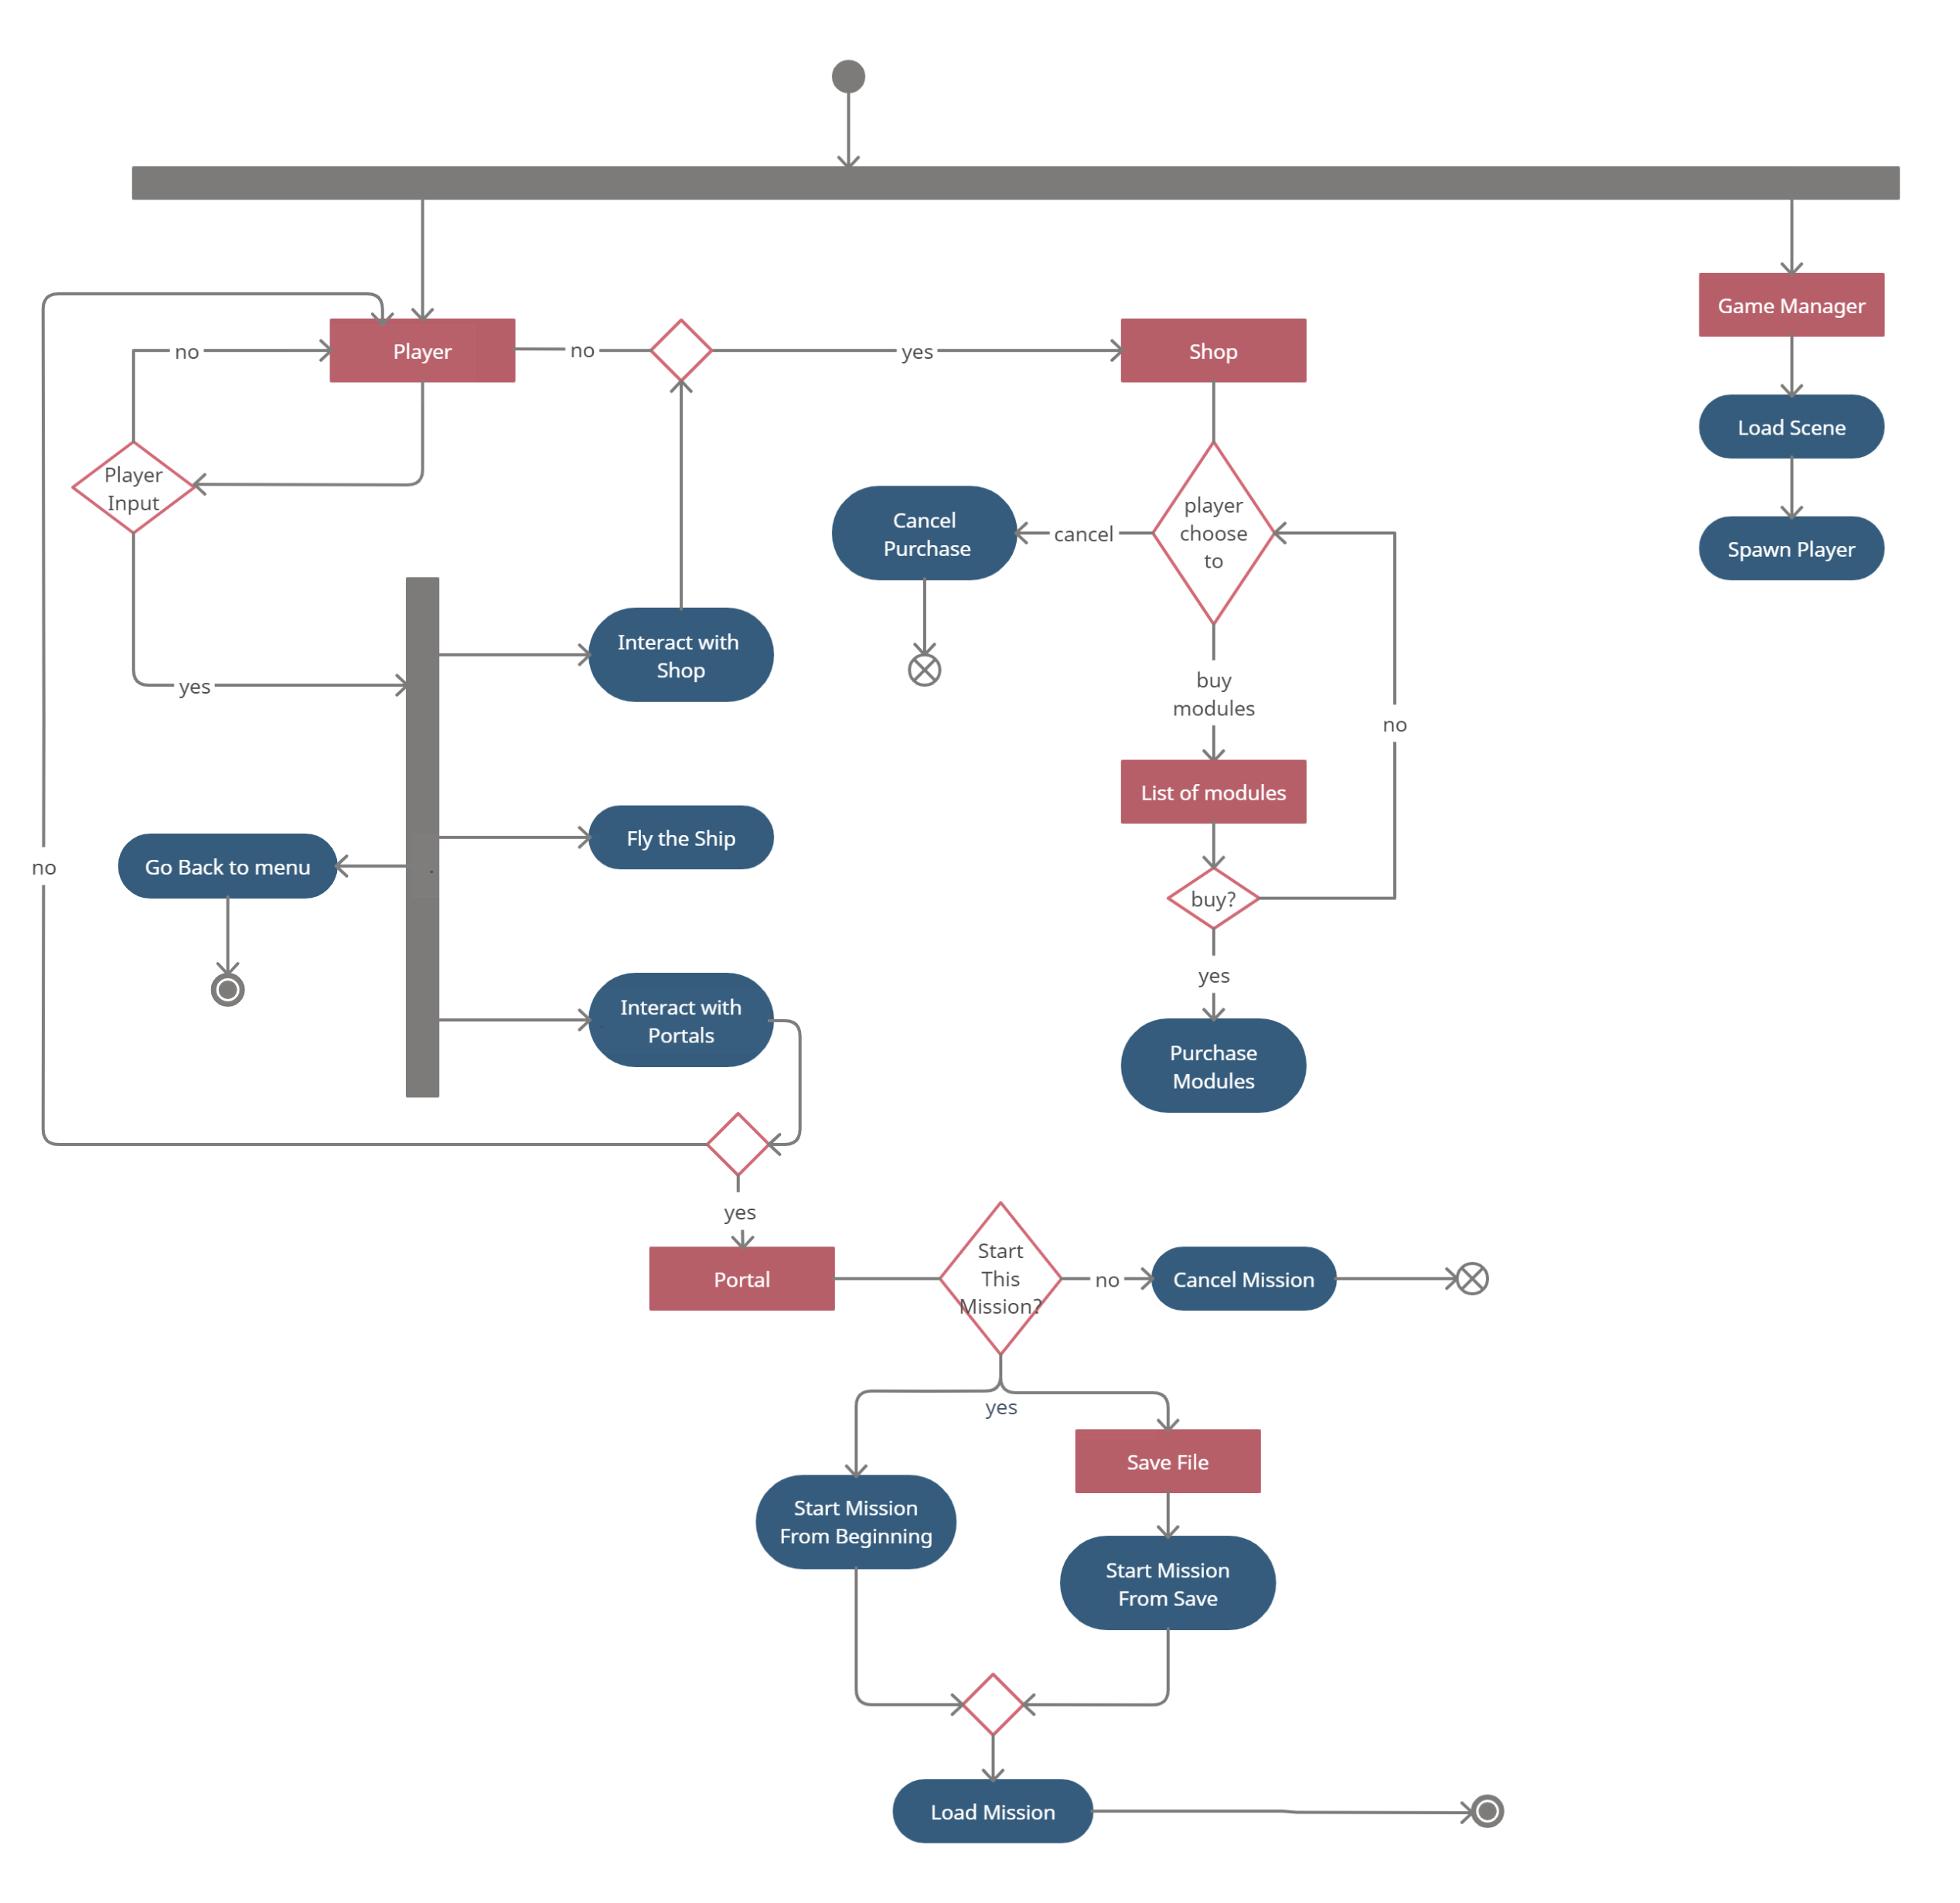 Game Manager
Player
no
no
yes
Shop
Load Scene
Player
Input
Cancel
Purchase
cancel
player
choose
to
Spawn Player
Interact with
Shop
yes
buy
modules
no
List of modules
Fly the Ship
Go Back to menu
no
buy?
yes
Interact with
Portals
Purchase
Modules
yes
Portal
Start
This
Mission?
no
Cancel Mission
yes
Save File
Start Mission
From Beginning
Start Mission
From Save
Load Mission